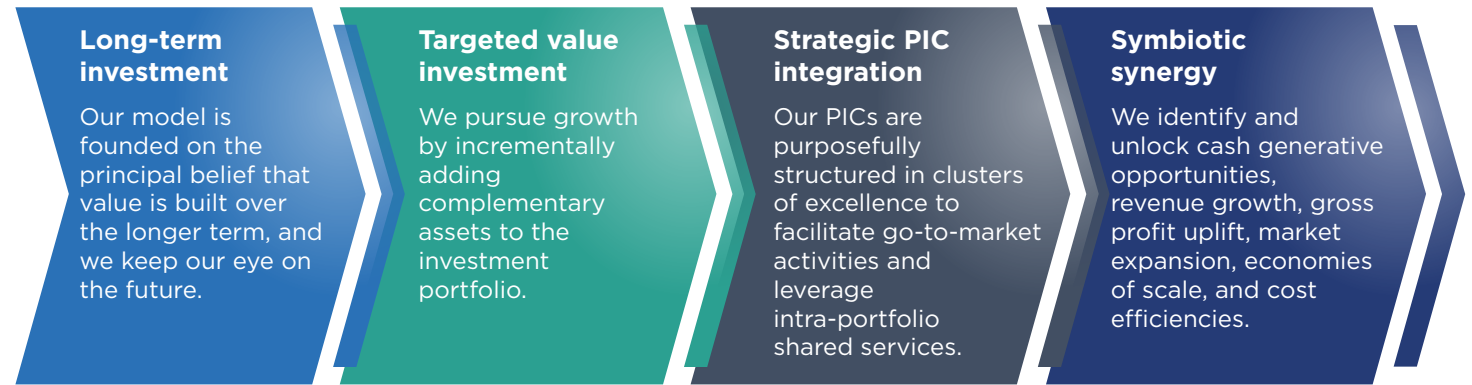 Long-term
investment
Our model is
founded on the
principal belief that
value is built over
the longer term, and
we keep our eye on
the future.
Targeted value
investment
We pursue growth
by incrementally
adding
complementary
assets to the
investment
portfolio.
Strategic PIC
integration
Our PICs are
purposefully
structured in clusters
of excellence to
facilitate go-to-market
activities and
leverage
intra-portfolio
shared services.
Symbiotic
synergy
We identify and
unlock cash generative
opportunities,
revenue growth, gross
profit uplift, market
expansion, economies
of scale, and cost
efficiencies.